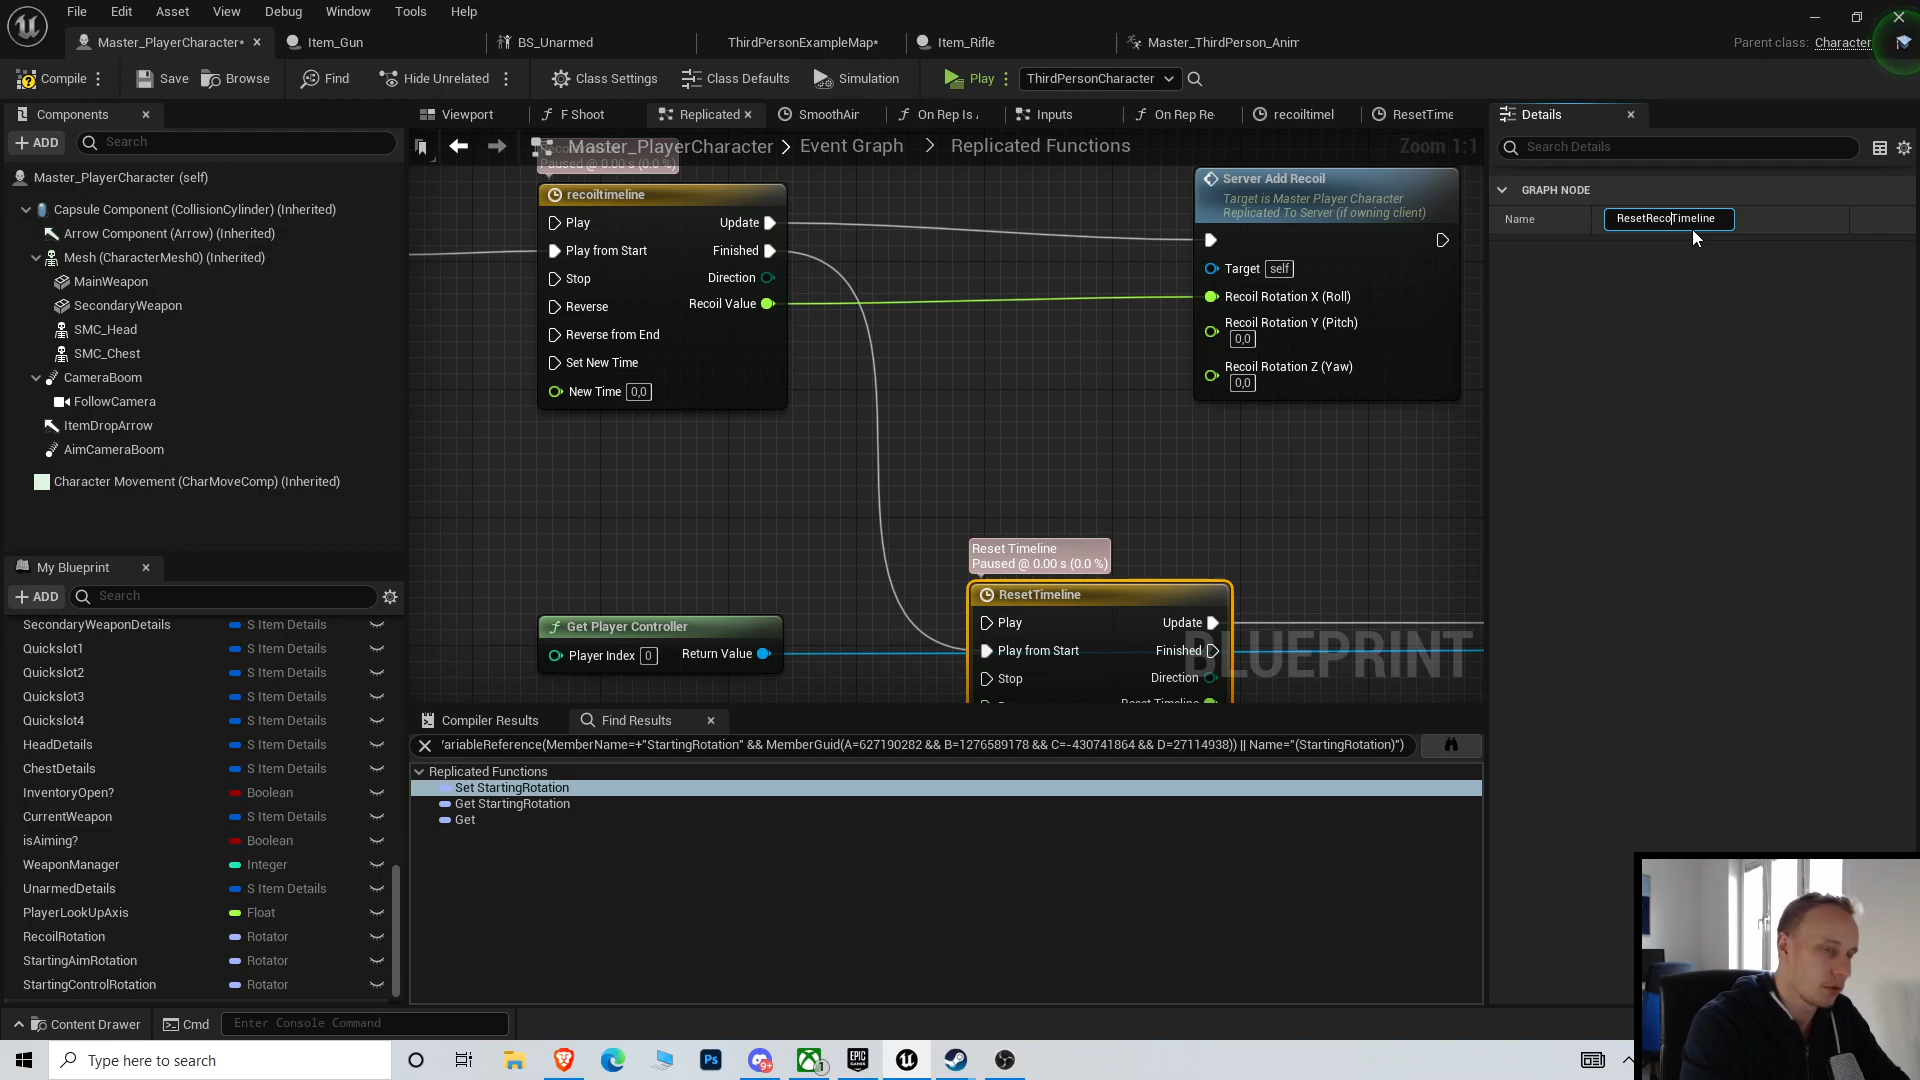 File Edit Asset View Debug Window Tools Help
Master_PlayerCharacter* Item_Gun BS_Unarmed ThirdPersonExampleMap* Item_Rifle Master_ThirdPerson_Anim Parent class: Character
Compile Save Browse Find Hide Unrelated Class Settings Class Defaults Simulation Play ThirdPersonCharacter
Components Viewport F Shoot Replicated SmoothAir On Rep Is Inputs On Rep Re recoiltimel ResetTime Details
ADD Search
Master_PlayerCharacter > Event Graph > Replicated Functions Zoom 1:1
Search Details
Master_PlayerCharacter (self)
Capsule Component (CollisionCylinder) (Inherited)
Arrow Component (Arrow) (Inherited)
Mesh (CharacterMesh0) (Inherited)
MainWeapon
SecondaryWeapon
SMC_Head
SMC_Chest
CameraBoom
FollowCamera
ItemDropArrow
AimCameraBoom
Character Movement (CharMoveComp) (Inherited)
Paused @ 0.00 s (0.0 %)
recoiltimeline
Play Update
Play from Start Finished
Stop Direction
Reverse Recoil Value
Reverse from End
Set New Time
New Time 0,0
Server Add Recoil
Target is Master Player Character
Replicated To Server (if owning client)
Target self
Recoil Rotation X (Roll)
Recoil Rotation Y (Pitch)
0,0
Recoil Rotation Z (Yaw)
0,0
GRAPH NODE
Name ResetRecoTimeline
Reset Timeline
Paused @ 0.00 s (0.0 %)
ResetTimeline
Play Update
Play from Start Finished
Stop Direction
Reset Timeline
Get Player Controller
Player Index 0 Return Value
BLUEPRINT
My Blueprint
ADD Search
SecondaryWeaponDetails S Item Details
Quickslot1 S Item Details
Quickslot2 S Item Details
Quickslot3 S Item Details
Quickslot4 S Item Details
HeadDetails S Item Details
ChestDetails S Item Details
InventoryOpen? Boolean
CurrentWeapon S Item Details
isAiming? Boolean
WeaponManager Integer
UnarmedDetails S Item Details
PlayerLookUpAxis Float
RecoilRotation Rotator
StartingAimRotation Rotator
StartingControlRotation Rotator
Compiler Results Find Results
'ariableReference(MemberName=+"StartingRotation" && MemberGuid(A=627190282 && B=1276589178 && C=-430741864 && D=27114938)) || Name="(StartingRotation)")
Replicated Functions
Set StartingRotation
Get StartingRotation
Get
Content Drawer Cmd Enter Console Command
Type here to search
9+
1
EPIC
GAMES
Ps